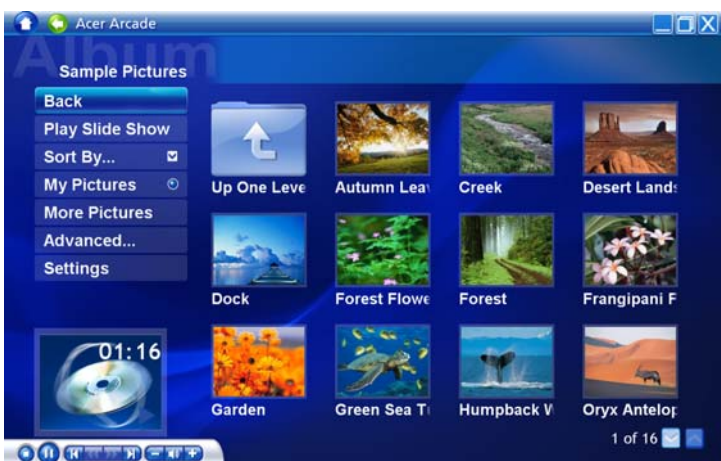 Acer Arcade
Album
Sample Pictures
Back
Play Slide Show
Sort By...
My Pictures
More Pictures
Advanced...
Settings
01:16
Up One Leve
Autumn Lea
Creek
Desert Land
Dock
Forest Flowe
Forest
Frangipani F
Garden
Green Sea T
Humpback W
Oryx Antelop
1 of 16